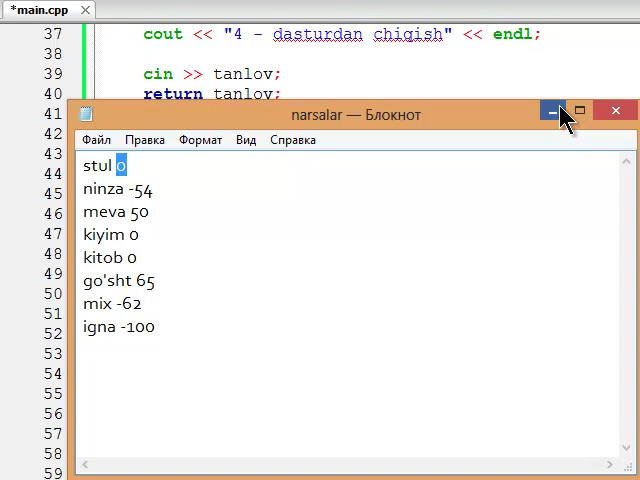 *main.cpp
37 cout << "4 - dasturdan chigish" << endl;
38
39 cin >> tanlov;
40 return tanlov;
41
narsalar — Блокнот
42
Файл Правка Формат Вид Справка
43
stul 0
44
ninza -54
45
meva 50
46
kiyim 0
47
kitob 0
48
go'sht 65
49
mix -62
50
igna -100
51
52
53
54
55
56
57
58
59